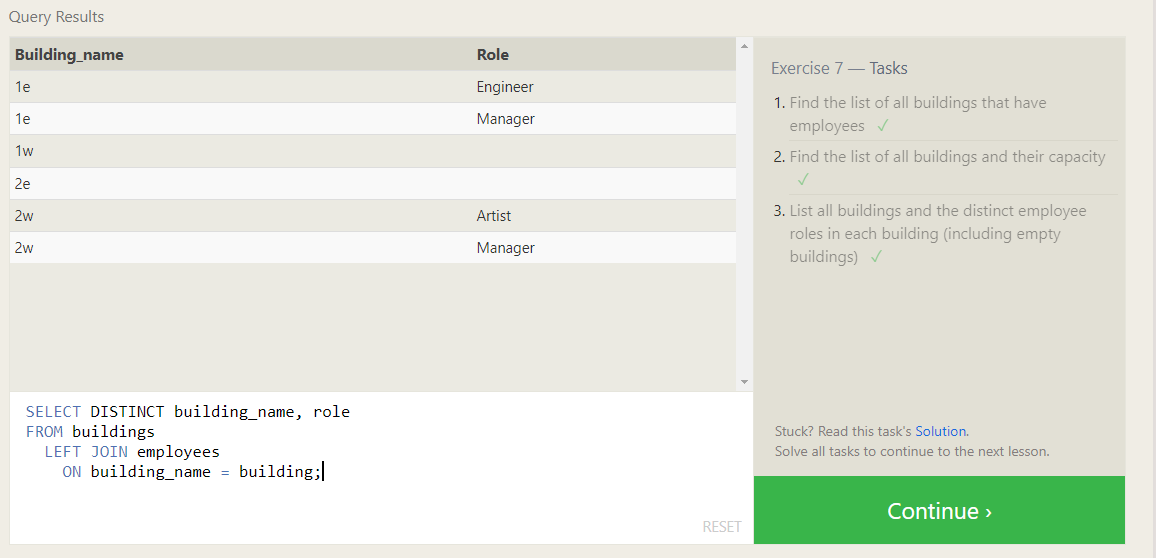 Query Results
Building_name Role
1e Engineer
1e Manager
1w
2e
2w Artist
2w Manager
SELECT DISTINCT building_name, role
FROM buildings
LEFT JOIN employees
ON building_name = building;
RESET
Exercise 7 — Tasks
1. Find the list of all buildings that have
employees ✓
2. Find the list of all buildings and their capacity
✓
3. List all buildings and the distinct employee
roles in each building (including empty
buildings) ✓
Stuck? Read this task's Solution.
Solve all tasks to continue to the next lesson.
Continue ›